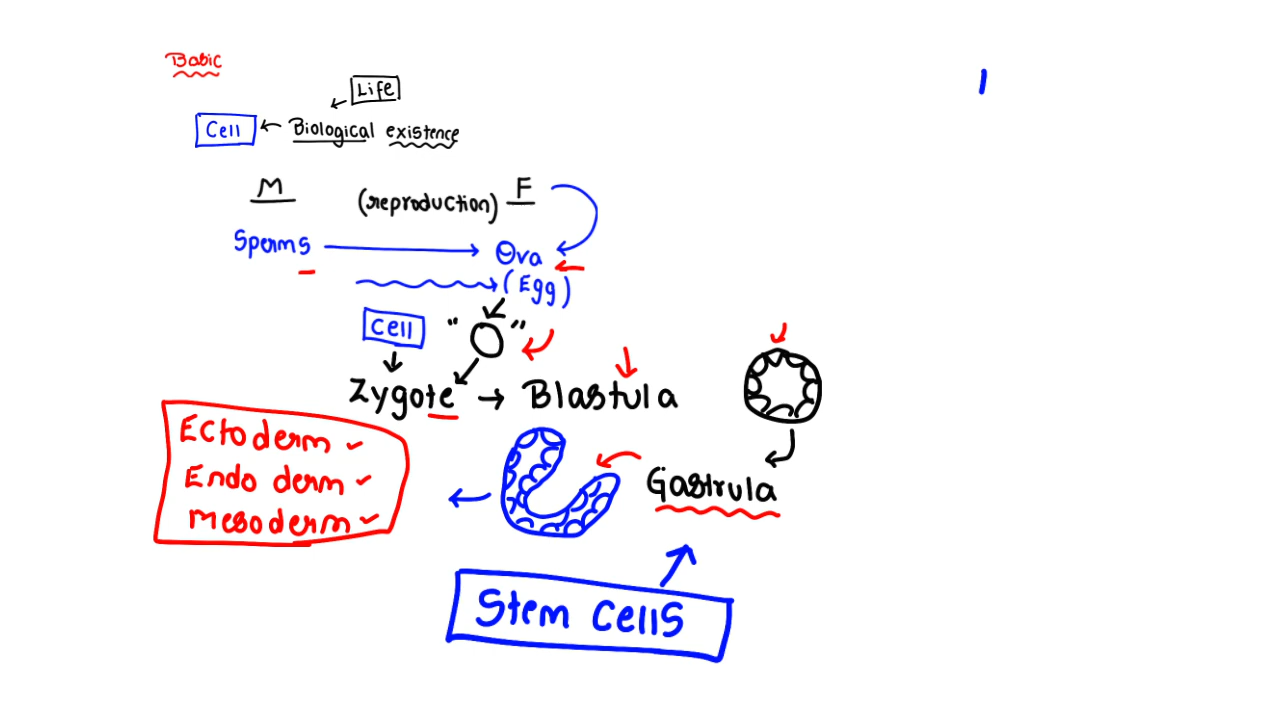 Basic
Life
Cell ← Biological existence
M (reproduction) F
Sperms → Ova
(Egg)
Cell " O "
Zygote → Blastula
Ectoderm ✓
Endo derm ✓
Mesoderm ✓
Gastrula
Stem Cells